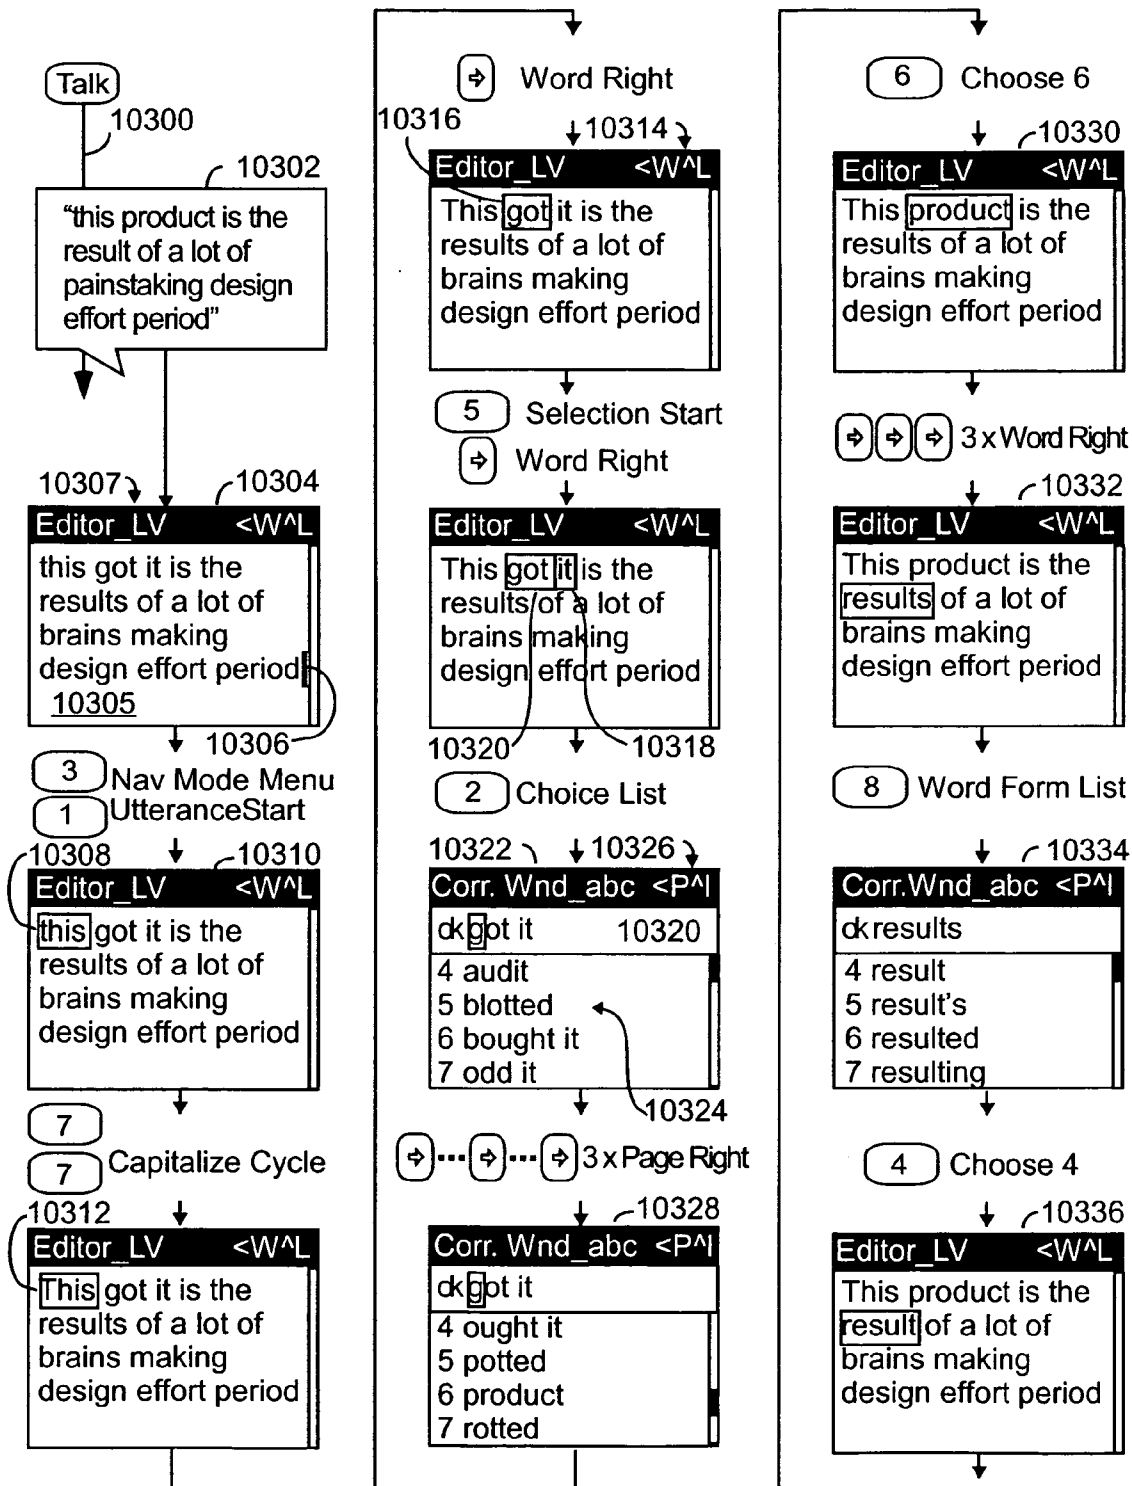 Talk
10300
10302
“this product is the
result of a lot of
painstaking design
effort period”
10307
10304
Editor_LV <W^L
this got it is the
results of a lot of
brains making
design effort period
10305
10306
3 Nav Mode Menu
1 UtteranceStart
10308
10310
Editor_LV <W^L
this got it is the
results of a lot of
brains making
design effort period
7
7 Capitalize Cycle
10312
Editor_LV <W^L
This got it is the
results of a lot of
brains making
design effort period
⇨ Word Right
10316
10314
Editor_LV <W^L
This got it is the
results of a lot of
brains making
design effort period
5 Selection Start
⇨ Word Right
Editor_LV <W^L
This got it is the
results of a lot of
brains making
design effort period
10320
10318
2 Choice List
10322
10326
Corr. Wnd_abc <P^l
ok got it 10320
4 audit
5 blotted
6 bought it
7 odd it
10324
⇨...⇨...⇨ 3 x Page Right
10328
Corr. Wnd_abc <P^l
ok got it
4 ought it
5 potted
6 product
7 rotted
6 Choose 6
10330
Editor_LV <W^L
This product is the
results of a lot of
brains making
design effort period
⇨⇨⇨ 3 x Word Right
10332
Editor_LV <W^L
This product is the
results of a lot of
brains making
design effort period
8 Word Form List
10334
Corr.Wnd_abc <P^l
ok results
4 result
5 result's
6 resulted
7 resulting
4 Choose 4
10336
Editor_LV <W^L
This product is the
result of a lot of
brains making
design effort period